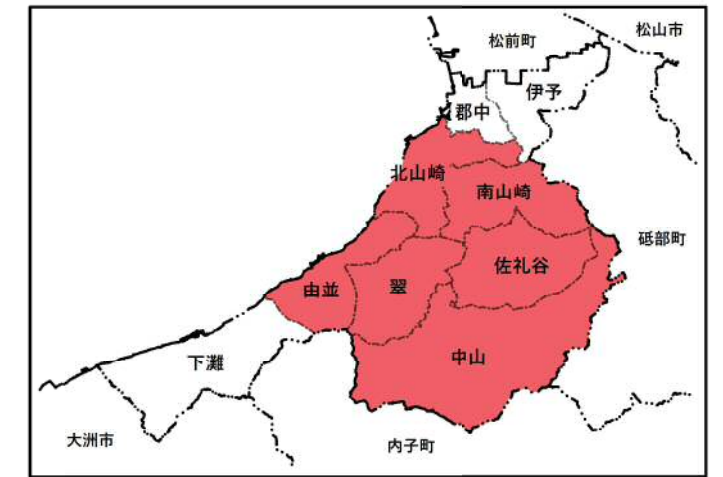 松山市
松前町
伊予
郡中
北山崎
南山崎
砥部町
佐礼谷
由並
翠
中山
下灘
大洲市
内子町